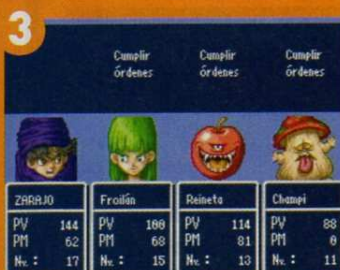 3
Cumplir órdenes
Cumplir órdenes
Cumplir órdenes
ZARAJO
PV 144
PM 62
Nv. : 17
Froilán
PV 100
PM 68
Nv. : 15
Reineta
PV 114
PM 81
Nv. : 13
Champi
PV 88
PM 0
Nv. : 11